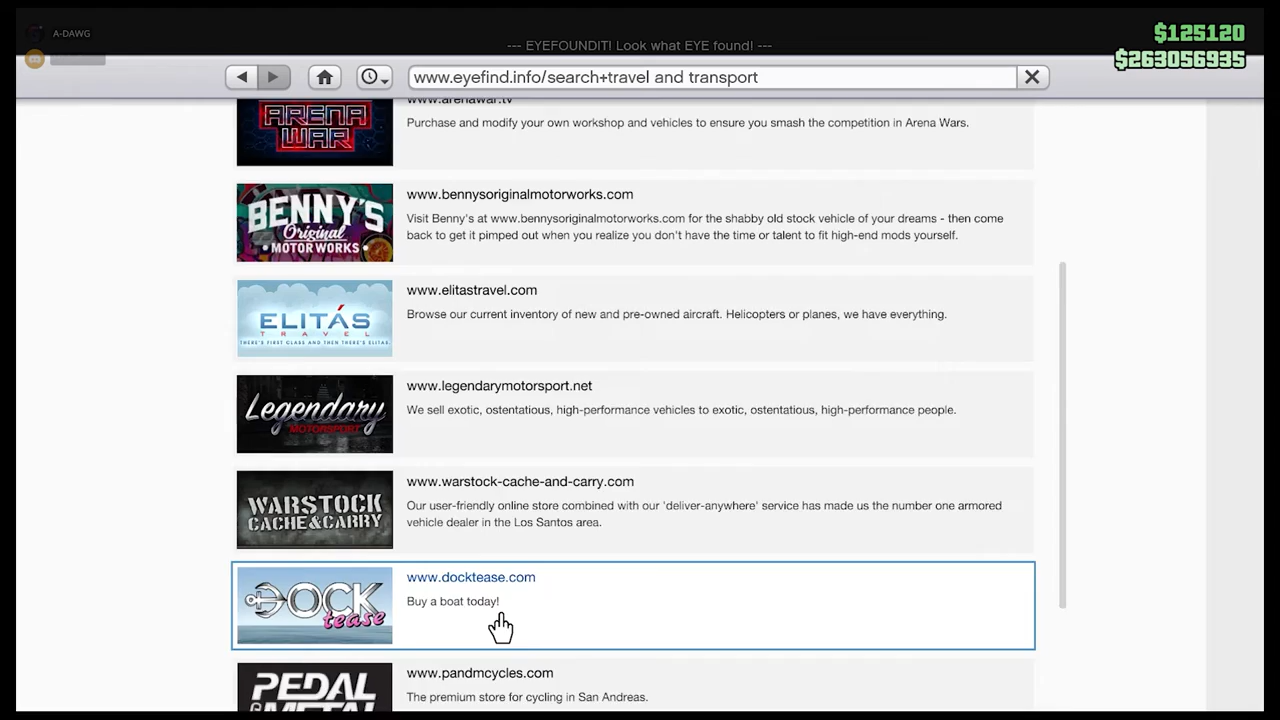 A-DAWG
$125120
$263056935
--- EYEFOUNDIT! Look what EYE found! ---
www.eyefind.info/search+travel and transport
www.arenawar.tv
ARENA
WAR
Purchase and modify your own workshop and vehicles to ensure you smash the competition in Arena Wars.
BENNY'S
Original
MOTOR WORKS
www.bennysoriginalmotorworks.com
Visit Benny's at www.bennysoriginalmotorworks.com for the shabby old stock vehicle of your dreams - then come
back to get it pimped out when you realize you don't have the time or talent to fit high-end mods yourself.
ELITÁS
TRAVEL
THERE'S FIRST CLASS AND THEN THERE'S ELITAS.
www.elitastravel.com
Browse our current inventory of new and pre-owned aircraft. Helicopters or planes, we have everything.
Legendary
MOTORSPORT
www.legendarymotorsport.net
We sell exotic, ostentatious, high-performance vehicles to exotic, ostentatious, high-performance people.
WARSTOCK
CACHE&CARRY
www.warstock-cache-and-carry.com
Our user-friendly online store combined with our 'deliver-anywhere' service has made us the number one armored
vehicle dealer in the Los Santos area.
DOCK
tease
www.docktease.com
Buy a boat today!
PEDAL
METAL
www.pandmcycles.com
The premium store for cycling in San Andreas.